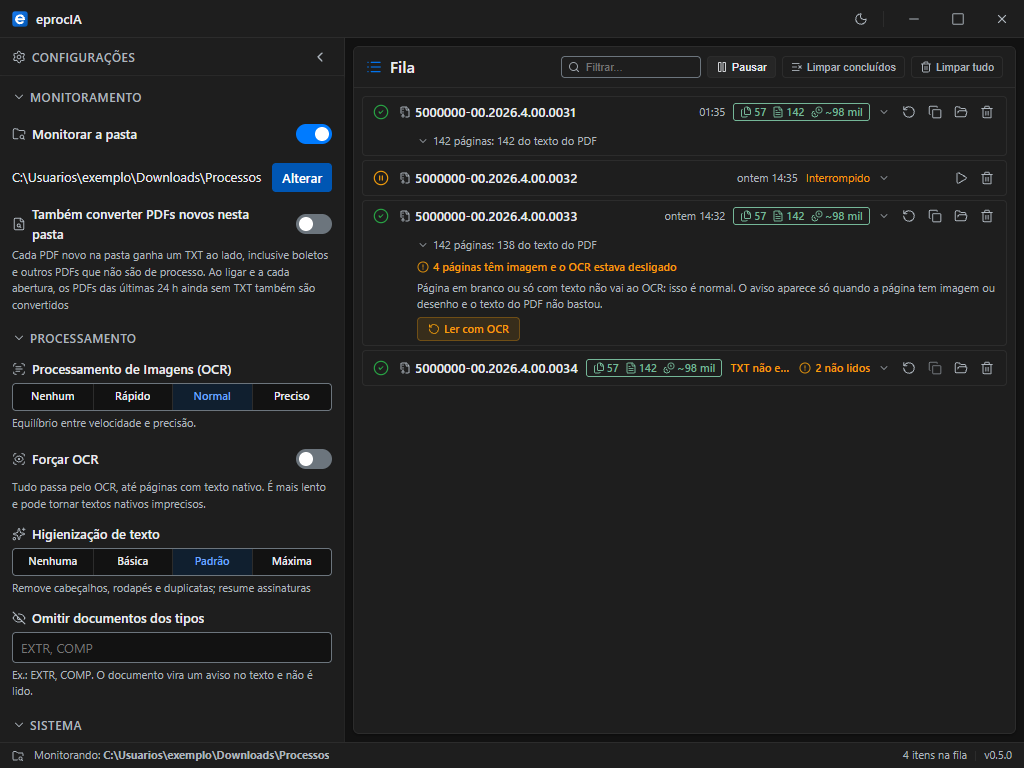 eprocIA
CONFIGURAÇÕES
MONITORAMENTO
Monitorar a pasta
C:\Usuarios\exemplo\Downloads\Processos
Alterar
Também converter PDFs novos nesta
pasta
Cada PDF novo na pasta ganha um TXT ao lado, inclusive boletos
e outros PDFs que não são de processo. Ao ligar e a cada
abertura, os PDFs das últimas 24 h ainda sem TXT também são
convertidos
PROCESSAMENTO
Processamento de Imagens (OCR)
Nenhum Rápido Normal Preciso
Equilíbrio entre velocidade e precisão.
Forçar OCR
Tudo passa pelo OCR, até páginas com texto nativo. É mais lento
e pode tornar textos nativos imprecisos.
Higienização de texto
Nenhuma Básica Padrão Máxima
Remove cabeçalhos, rodapés e duplicatas; resume assinaturas
Omitir documentos dos tipos
EXTR, COMP
Ex.: EXTR, COMP. O documento vira um aviso no texto e não é
lido.
SISTEMA
Fila
Filtrar...
Pausar
Limpar concluídos
Limpar tudo
5000000-00.2026.4.00.0031 01:35 57 142 ~98 mil
142 páginas: 142 do texto do PDF
5000000-00.2026.4.00.0032 ontem 14:35 Interrompido
5000000-00.2026.4.00.0033 ontem 14:32 57 142 ~98 mil
142 páginas: 138 do texto do PDF
4 páginas têm imagem e o OCR estava desligado
Página em branco ou só com texto não vai ao OCR: isso é normal. O aviso aparece só quando a página tem imagem ou
desenho e o texto do PDF não bastou.
Ler com OCR
5000000-00.2026.4.00.0034 57 142 ~98 mil TXT não e... 2 não lidos
Monitorando: C:\Usuarios\exemplo\Downloads\Processos
4 itens na fila
v0.5.0